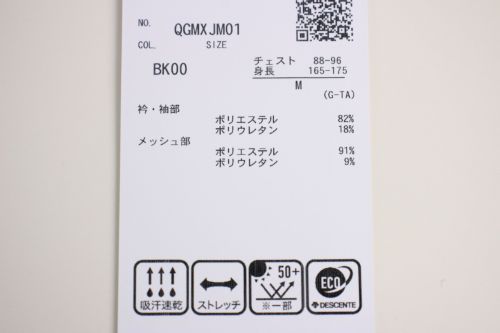 NO. QGMXJM01
COL. SIZE
BK00
チェスト 88-96
身長 165-175
M
(G-TA)
衿・袖部
ポリエステル 82%
ポリウレタン 18%
メッシュ部
ポリエステル 91%
ポリウレタン 9%
吸汗速乾
ストレッチ
50+
※一部
ECO
DESCENTE